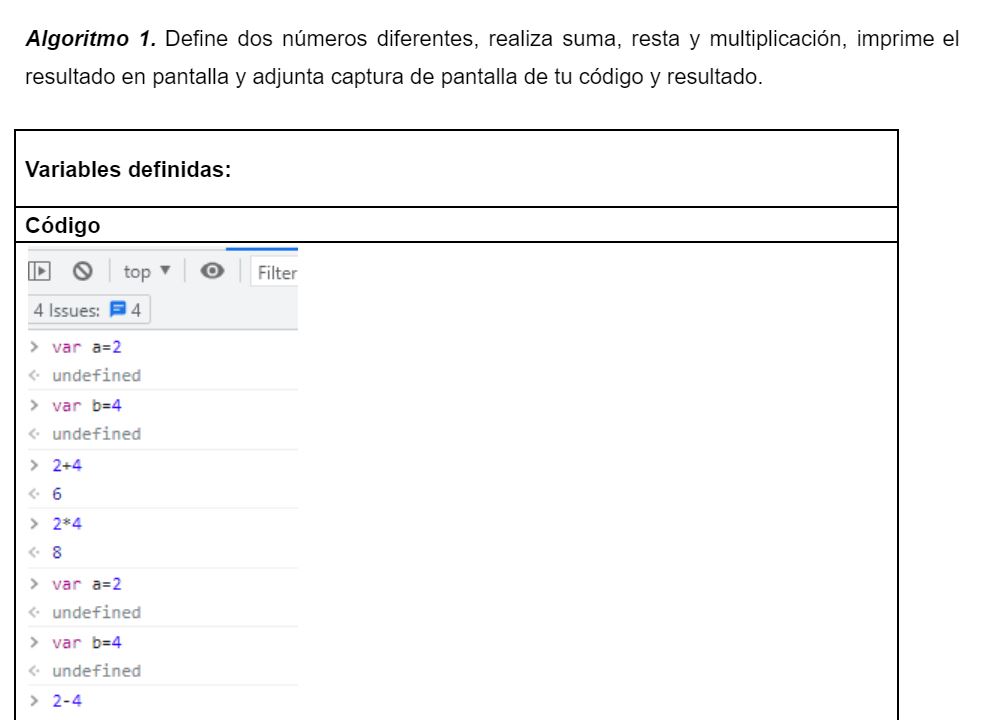 Algoritmo 1. Define dos números diferentes, realiza suma, resta y multiplicación, imprime el
resultado en pantalla y adjunta captura de pantalla de tu código y resultado.
Variables definidas:
Código
top ▼
Filter
4 Issues: 4
> var a=2
<· undefined
> var b=4
<· undefined
> 2+4
<· 6
> 2*4
<· 8
> var a=2
<· undefined
> var b=4
<· undefined
> 2-4